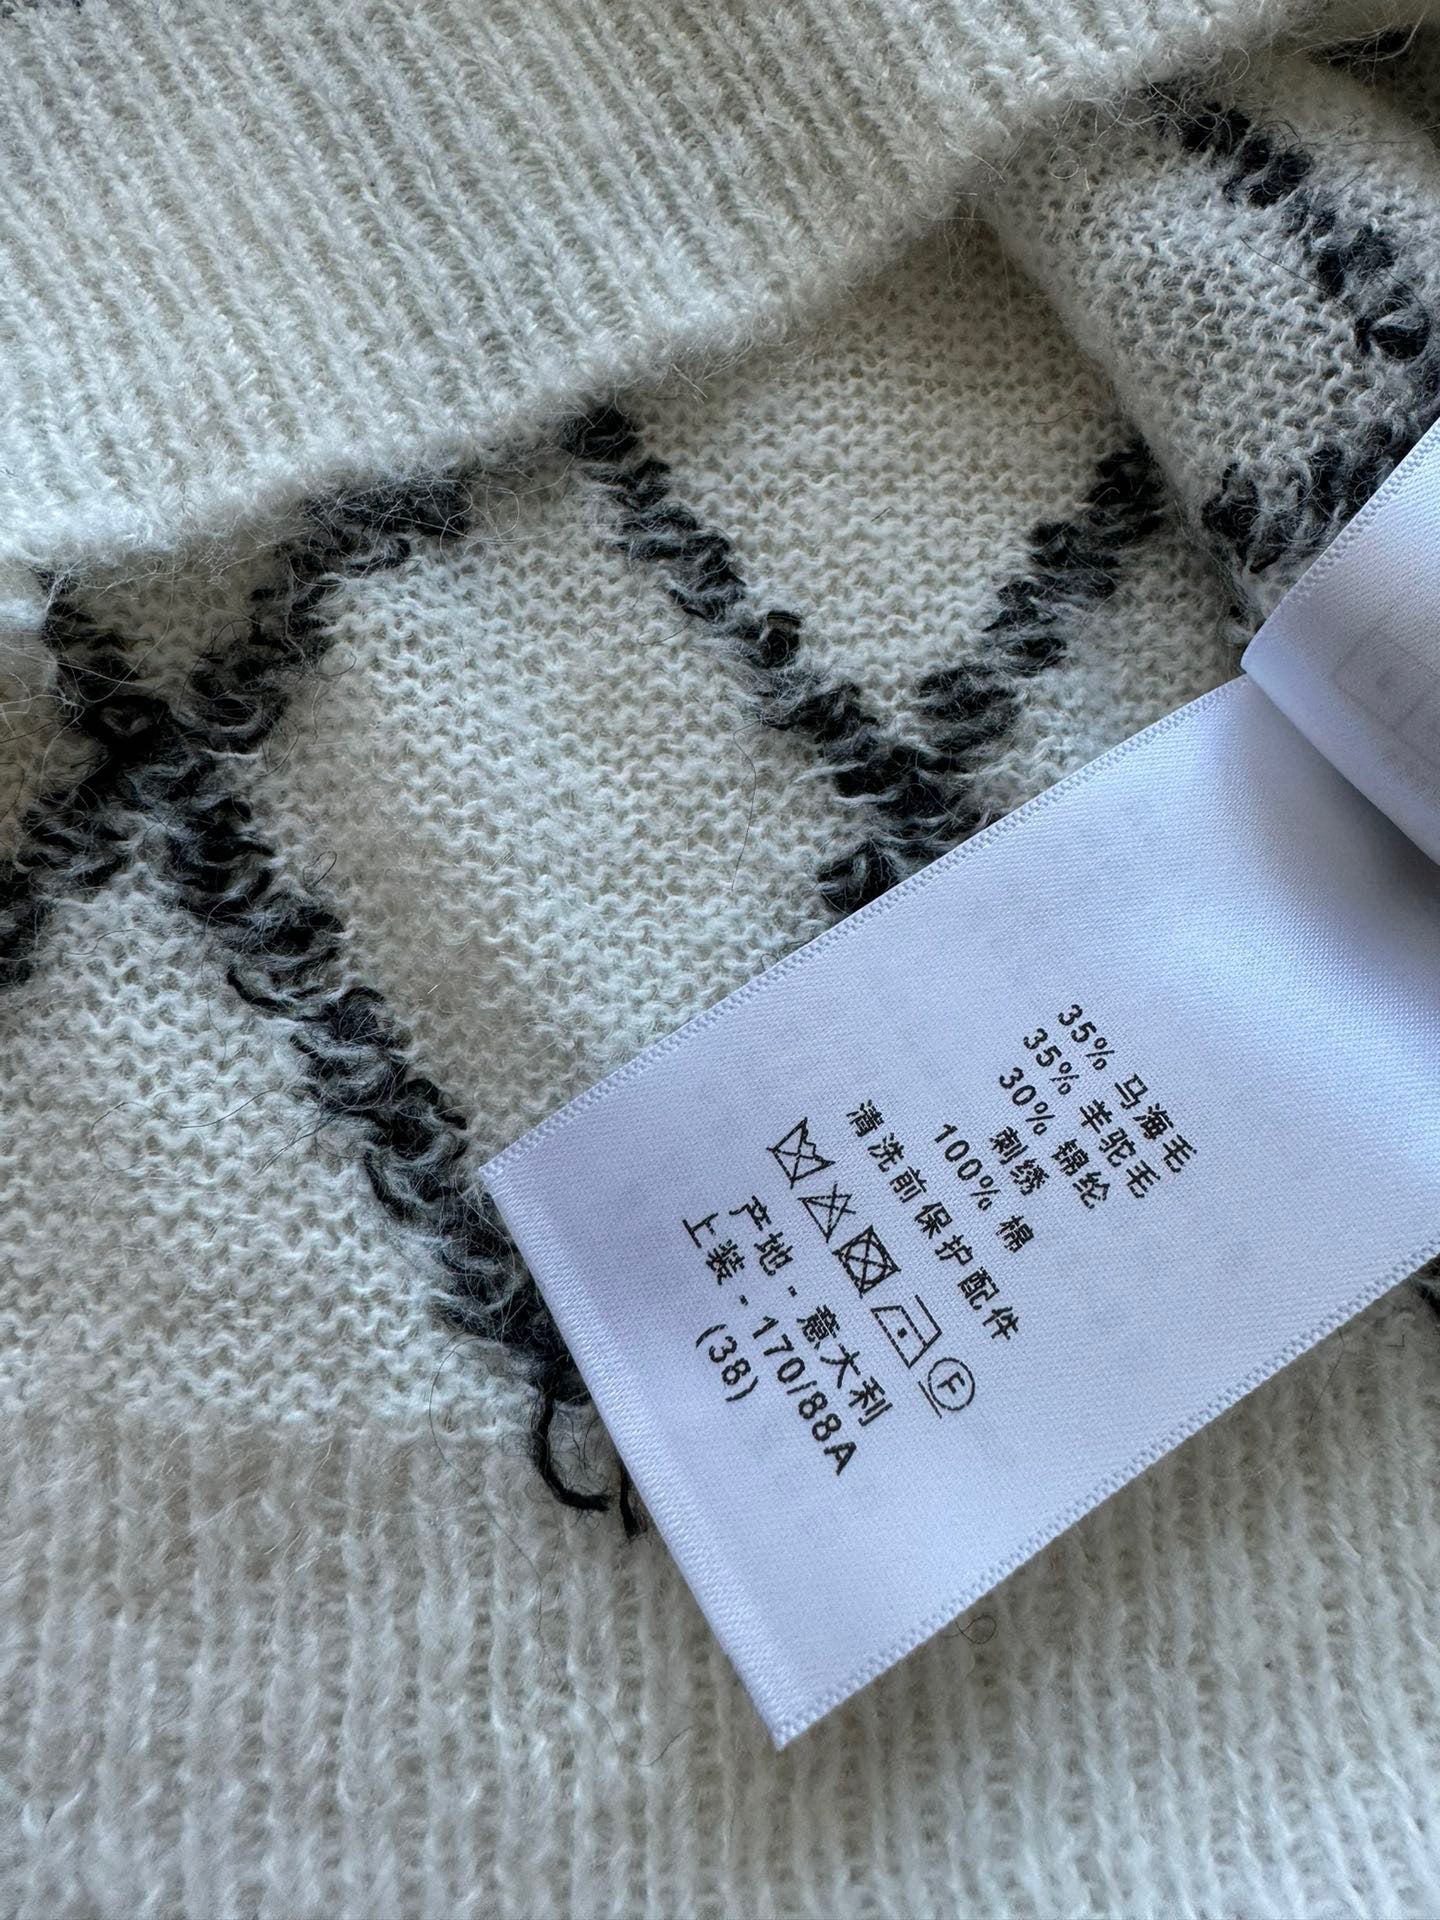 35% 马海毛
35% 羊驼毛
30% 锦纶
刺绣
100% 棉
清洗前保护配件
F
产地 - 意大利
上装 - 170/88A
(38)